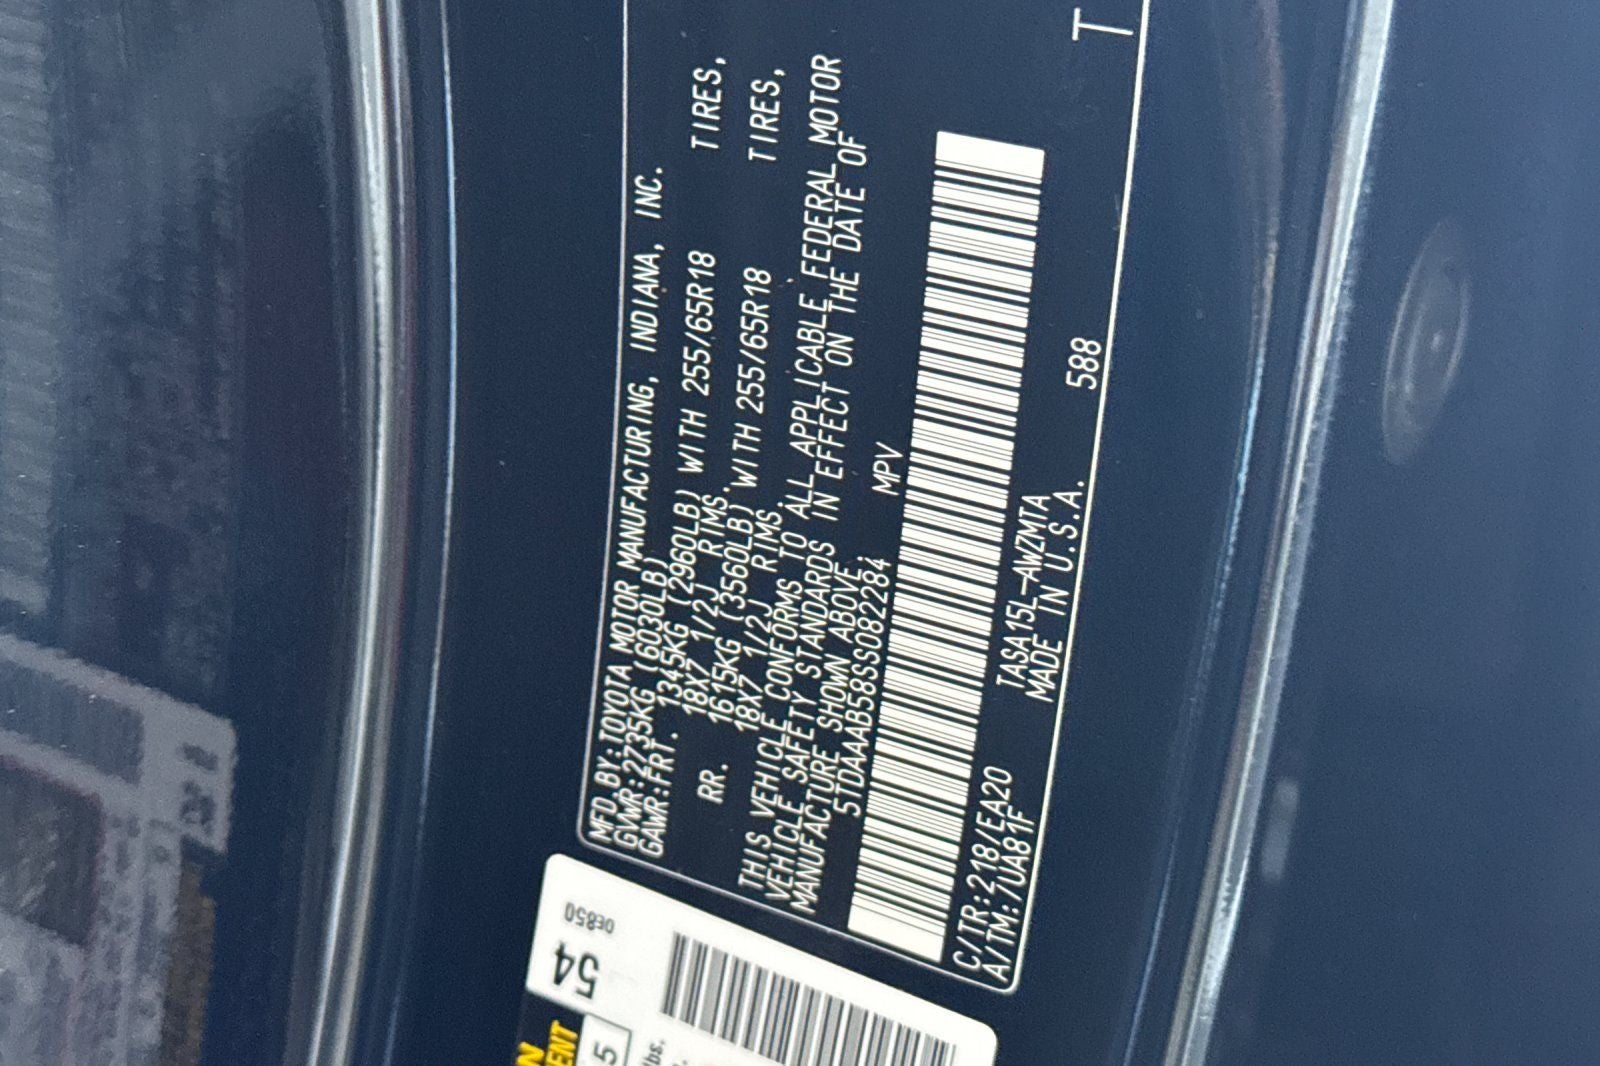 MFD. BY: TOYOTA MOTOR MANUFACTURING, INDIANA, INC.
GVWR: 2735KG (6030LB)
GAWR: FRT. 1345KG (2960LB) WITH 255/65R18 TIRES,
18X7 1/2J RIMS.
RR. 1615KG (3560LB) WITH 255/65R18 TIRES,
18X7 1/2J RIMS.
THIS VEHICLE CONFORMS TO ALL APPLICABLE FEDERAL MOTOR
VEHICLE SAFETY STANDARDS IN EFFECT ON THE DATE OF
MANUFACTURE SHOWN ABOVE.
5TDAAAB58SS082284 MPV
C/TR: 218/EA20 TASA15L-AWZMTA 588 T
A/TM: 7UA81F MADE IN U.S.A.
54
0E850
5
lbs.